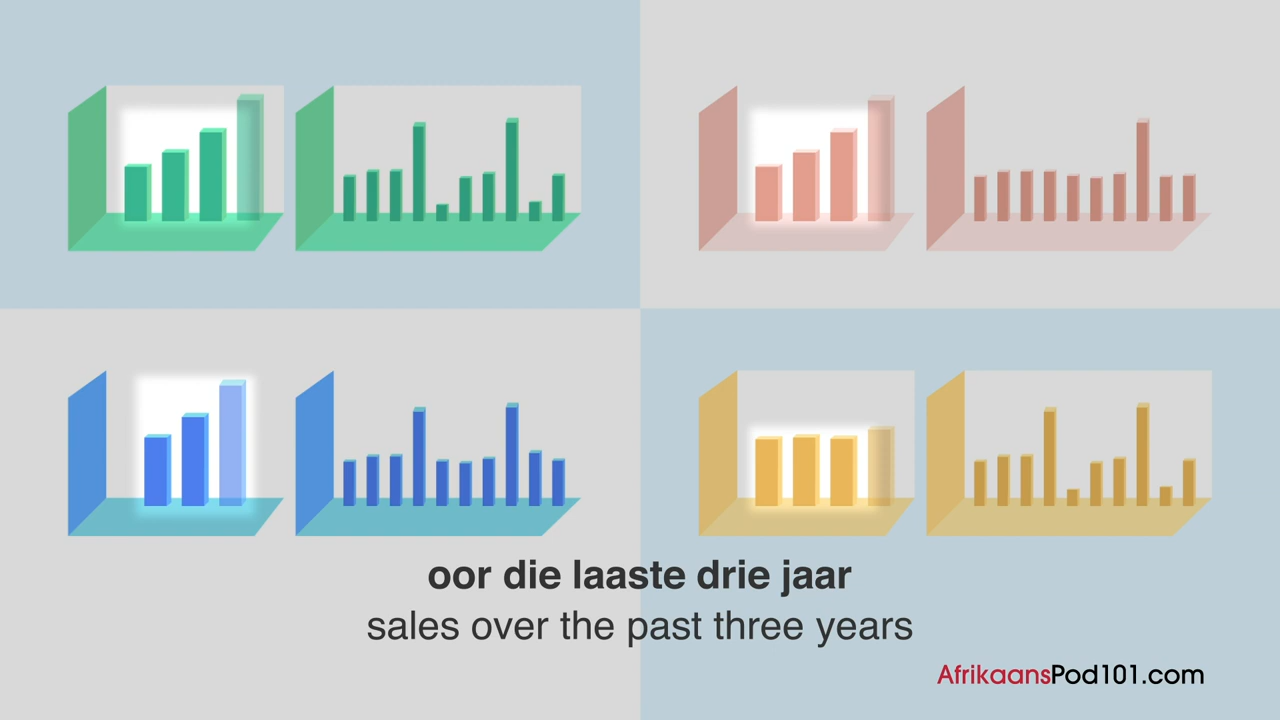 oor die laaste drie jaar
sales over the past three years
AfrikaansPod101.com